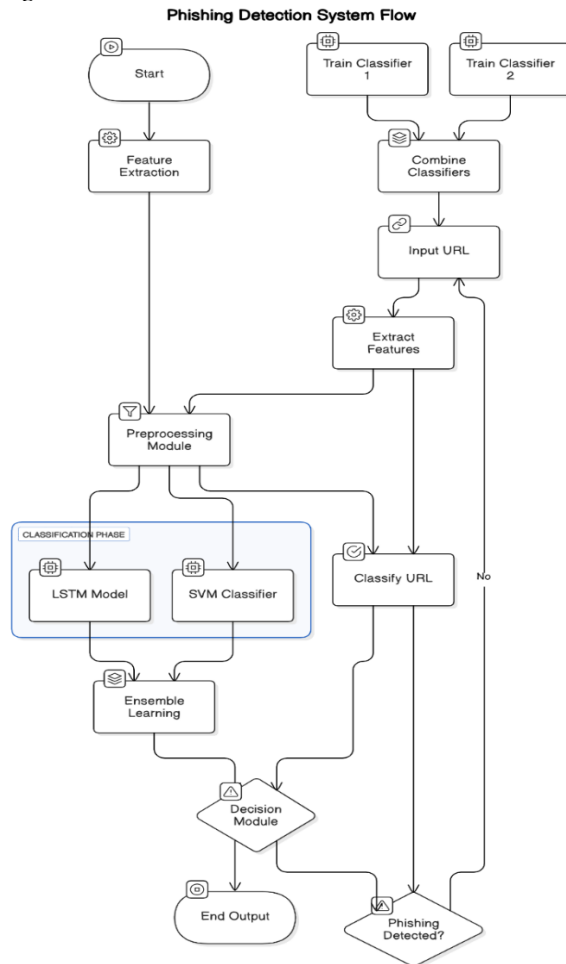 Phishing Detection System Flow
Start
Train Classifier
1
Train Classifier
2
Feature
Extraction
Combine
Classifiers
Input URL
Extract
Features
Preprocessing
Module
CLASSIFICATION PHASE
LSTM Model
SVM Classifier
Classify URL
No
Ensemble
Learning
Decision
Module
End Output
Phishing
Detected?